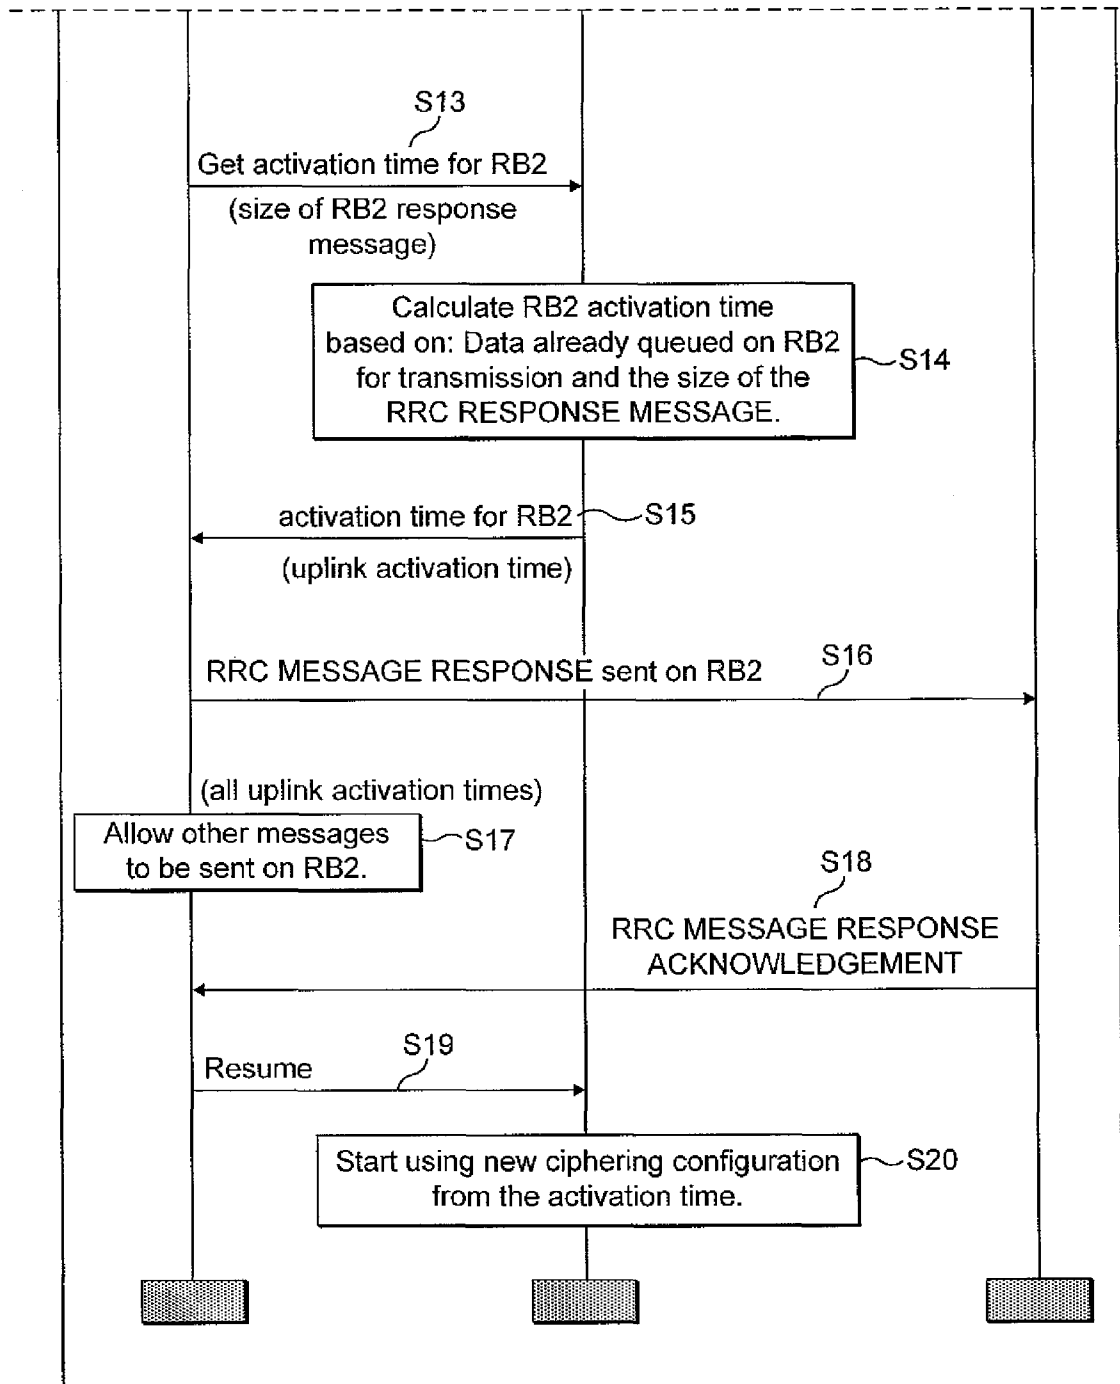 S13
Get activation time for RB2
(size of RB2 response
message)
Calculate RB2 activation time
based on: Data already queued on RB2
for transmission and the size of the
RRC RESPONSE MESSAGE.
S14
activation time for RB2
S15
(uplink activation time)
S16
RRC MESSAGE RESPONSE sent on RB2
(all uplink activation times)
Allow other messages
to be sent on RB2.
S17
S18
RRC MESSAGE RESPONSE
ACKNOWLEDGEMENT
S19
Resume
Start using new ciphering configuration
from the activation time.
S20